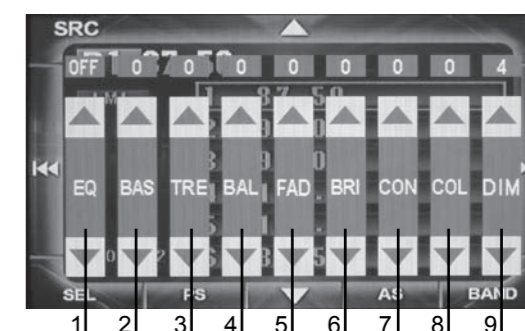 SRC
OFF 0 0 0 0 0 0 0 4
EQ BAS TRE BAL FAD BRI CON COL DIM
SEL PS AS BAND
1 2 3 4 5 6 7 8 9